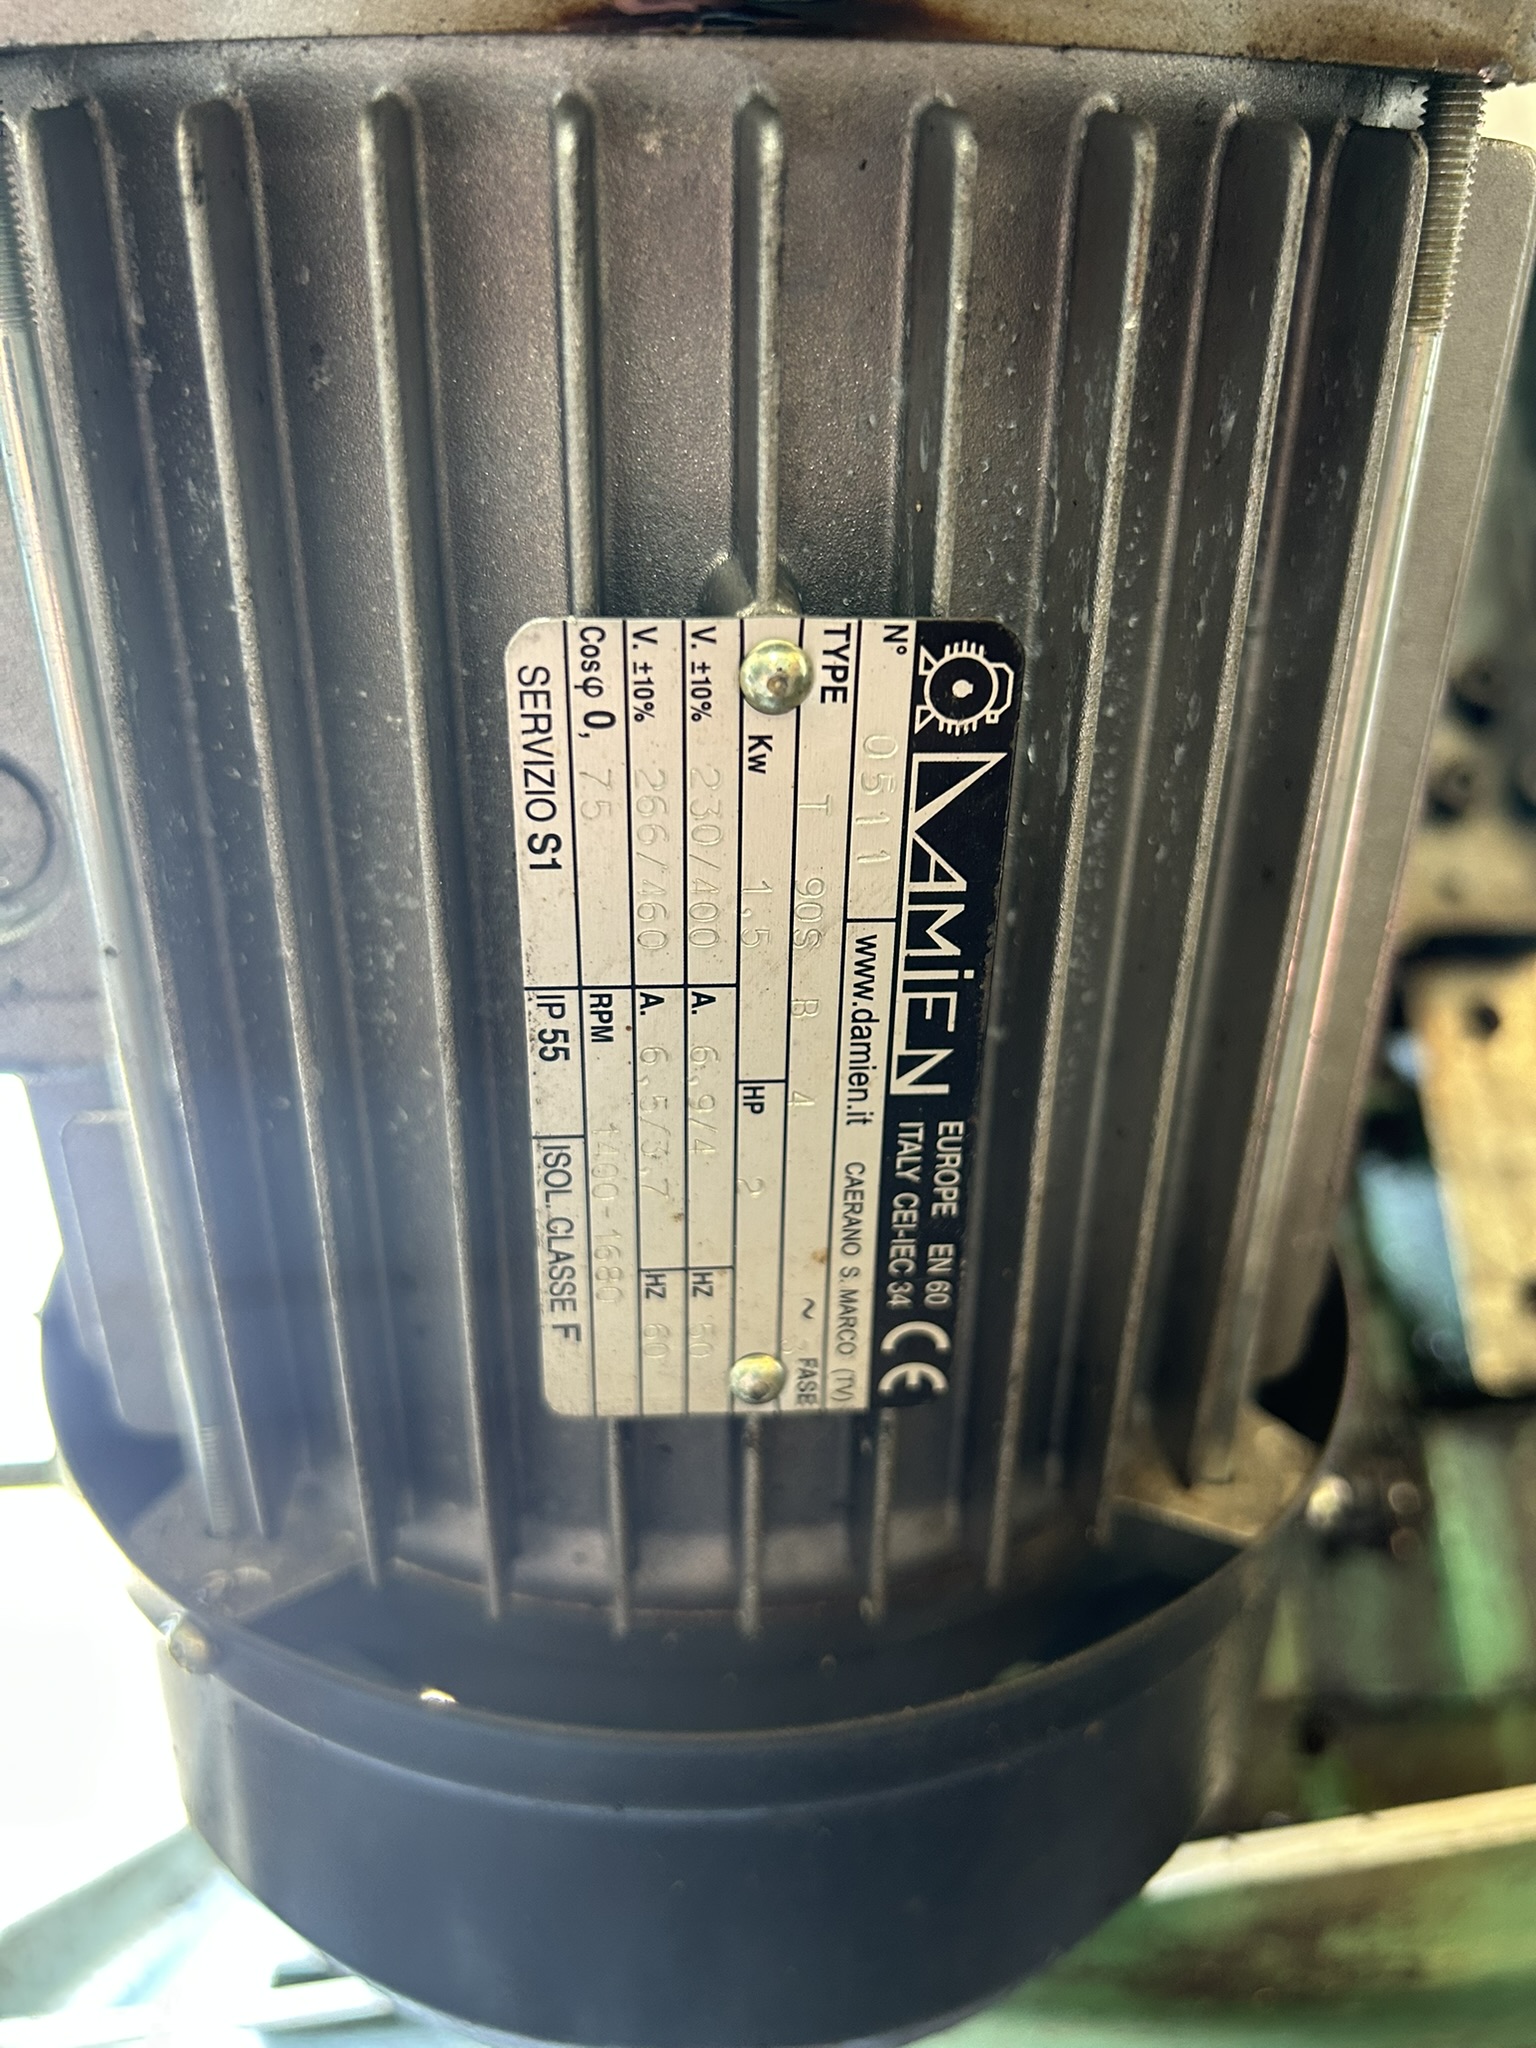 DAMIEN EUROPE EN 60
ITALY CEI-IEC 34 CE
N° 0511 www.damien.it CAERANO S. MARCO (TV)
TYPE T 90S B 4 ~ 3 FASE
Kw 1,5 HP 2
V. ±10% 230/400 A. 6,9/4 HZ 50
V. ±10% 266/460 A. 6,5/3,7 HZ 60
Cosφ 0, 75 RPM 1400-1680
SERVIZIO S1 IP 55 ISOL. CLASSE F